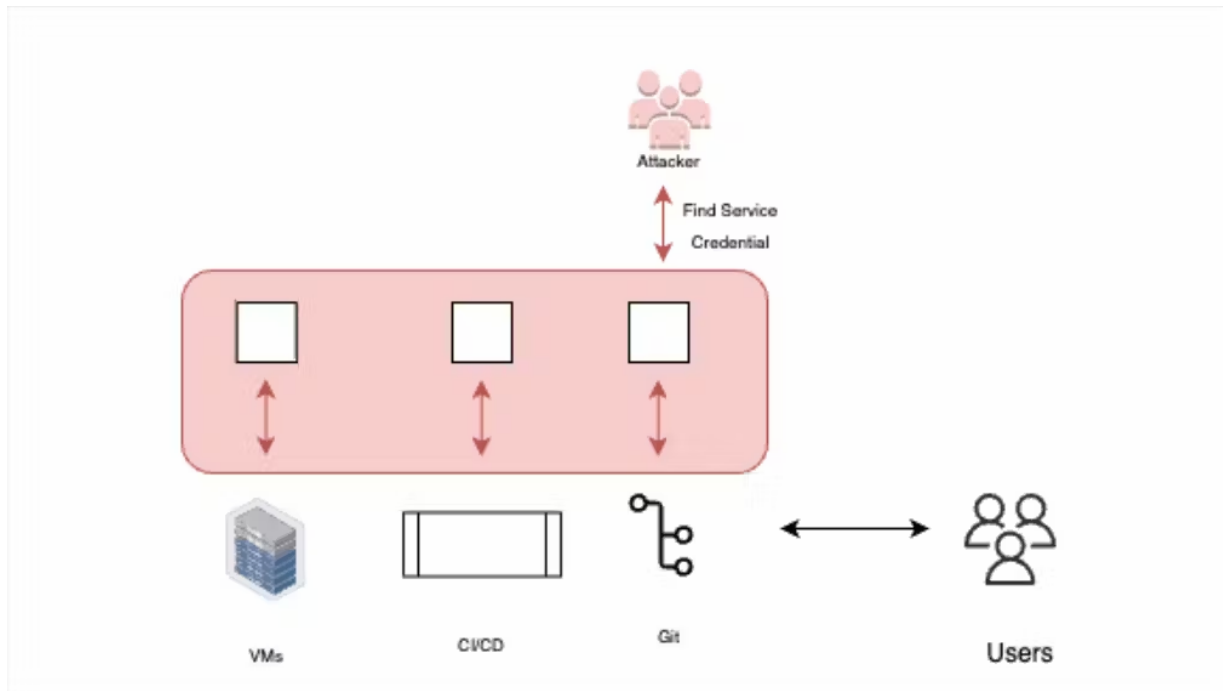 Attacker
Find Service
Credential
VMs
CI/CD
Git
Users